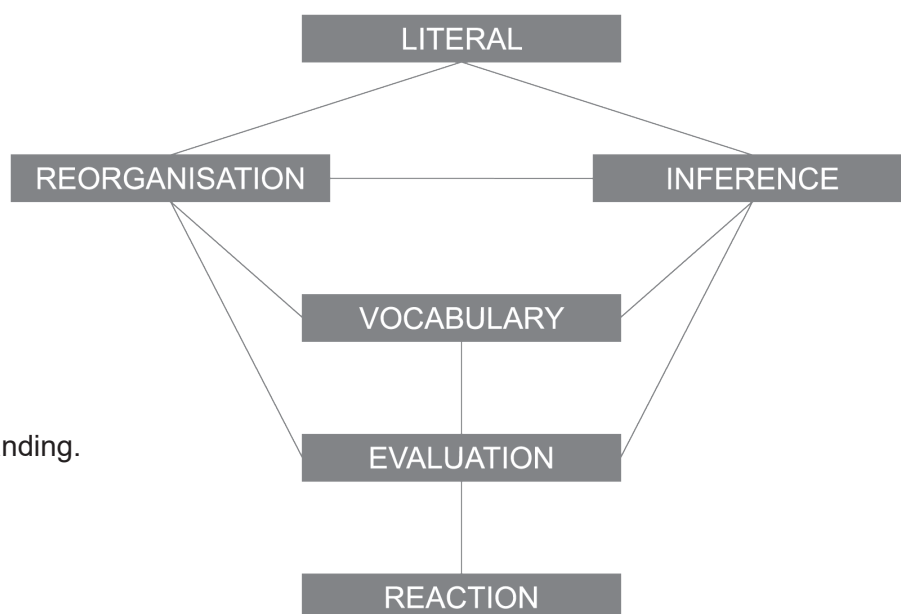 LITERAL
REORGANISATION
INFERENCE
VOCABULARY
nding.
EVALUATION
REACTION